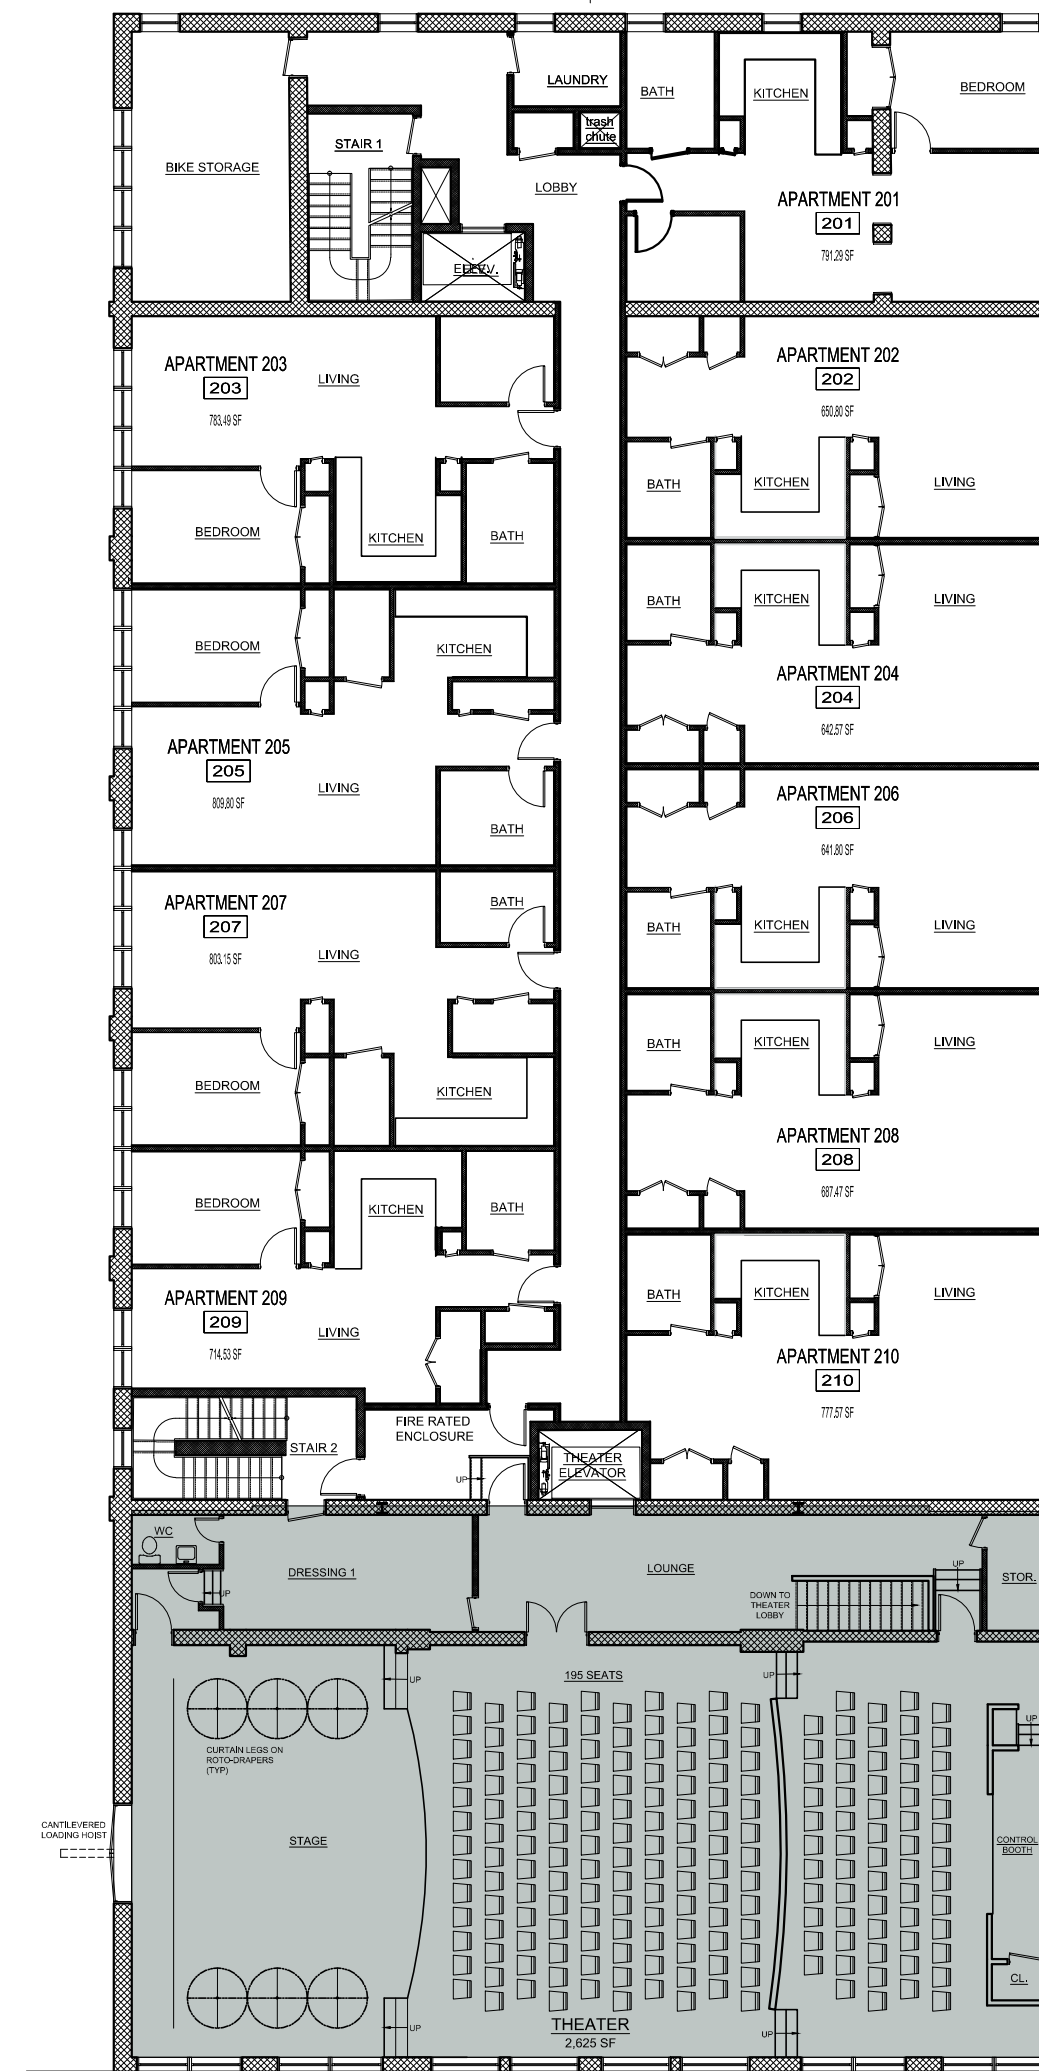 LAUNDRY
BATH
KITCHEN
BEDROOM
trash
chute
STAIR 1
BIKE STORAGE
LOBBY
APARTMENT 201
201
791.29 SF
ELEV.
APARTMENT 203
203
783.49 SF
LIVING
APARTMENT 202
202
650.80 SF
BATH
KITCHEN
LIVING
BEDROOM
KITCHEN
BATH
BATH
KITCHEN
LIVING
BEDROOM
KITCHEN
APARTMENT 204
204
642.57 SF
APARTMENT 205
205
809.80 SF
LIVING
BATH
APARTMENT 206
206
641.80 SF
APARTMENT 207
207
803.15 SF
BATH
LIVING
BATH
KITCHEN
LIVING
BATH
KITCHEN
LIVING
BEDROOM
KITCHEN
APARTMENT 208
208
687.47 SF
BEDROOM
KITCHEN
BATH
APARTMENT 209
209
714.53 SF
LIVING
BATH
KITCHEN
LIVING
APARTMENT 210
210
777.57 SF
FIRE RATED
ENCLOSURE
STAIR 2
UP
THEATER
ELEVATOR
WC
DRESSING 1
UP
LOUNGE
UP
STOR.
DOWN TO
THEATER
LOBBY
UP
195 SEATS
UP
UP
CURTAIN LEGS ON
ROTO-DRAPERS
(TYP)
CANTILEVERED
LOADING HOIST
STAGE
CONTROL
BOOTH
CL.
UP
THEATER
2,625 SF
UP